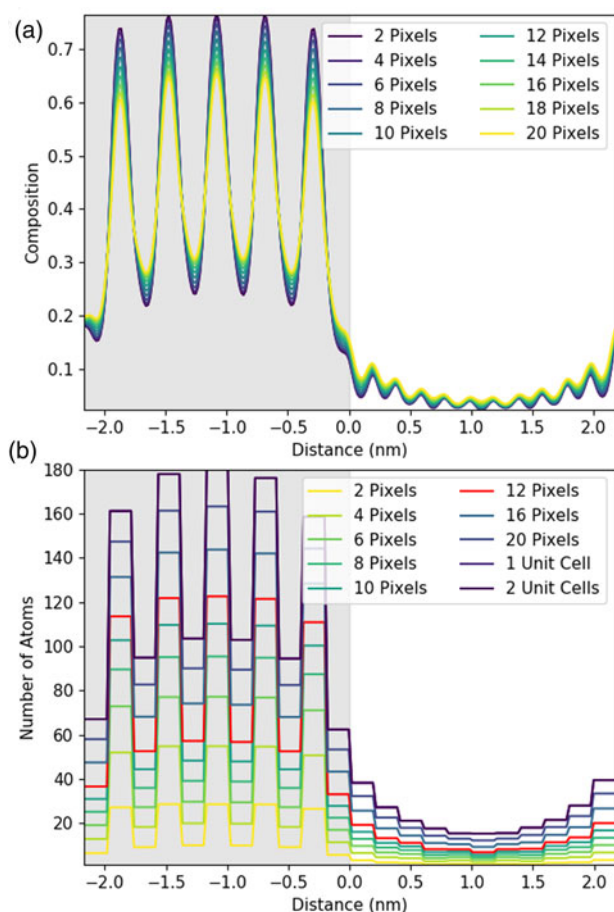 (a)
0.7
0.6
0.5
0.4
0.3
0.2
0.1
Composition
2 Pixels
4 Pixels
6 Pixels
8 Pixels
10 Pixels
12 Pixels
14 Pixels
16 Pixels
18 Pixels
20 Pixels
−2.0 −1.5 −1.0 −0.5 0.0 0.5 1.0 1.5 2.0
Distance (nm)
(b)
180
160
140
120
100
80
60
40
20
Number of Atoms
2 Pixels
4 Pixels
6 Pixels
8 Pixels
10 Pixels
12 Pixels
16 Pixels
20 Pixels
1 Unit Cell
2 Unit Cells
−2.0 −1.5 −1.0 −0.5 0.0 0.5 1.0 1.5 2.0
Distance (nm)